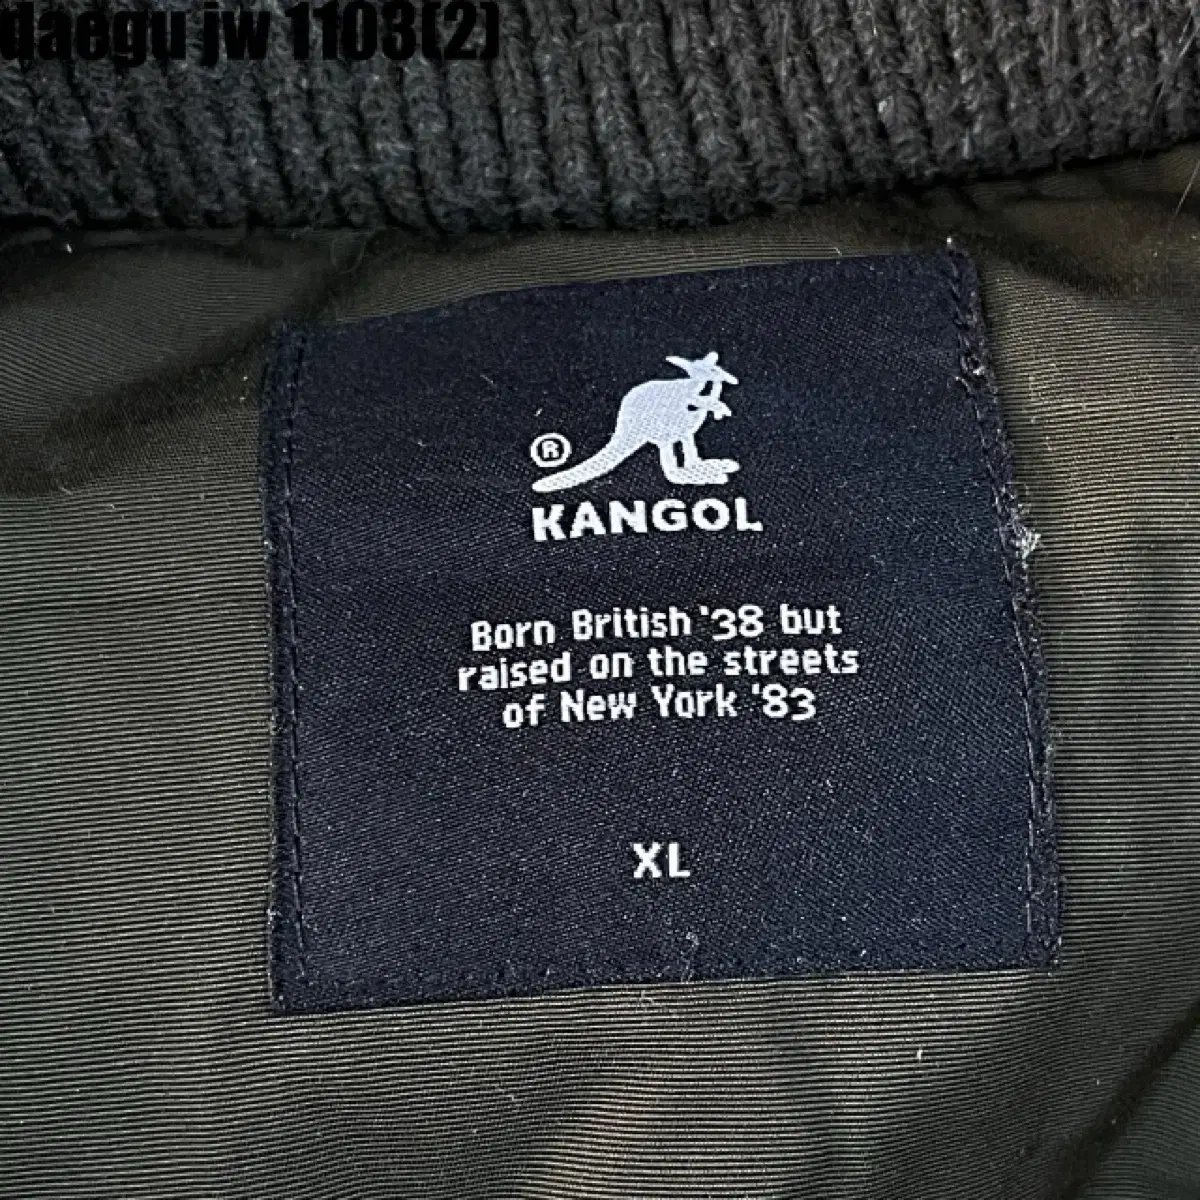 daegu jw 1103(2)
®
KANGOL
Born British '38 but
raised on the streets
of New York '83
XL